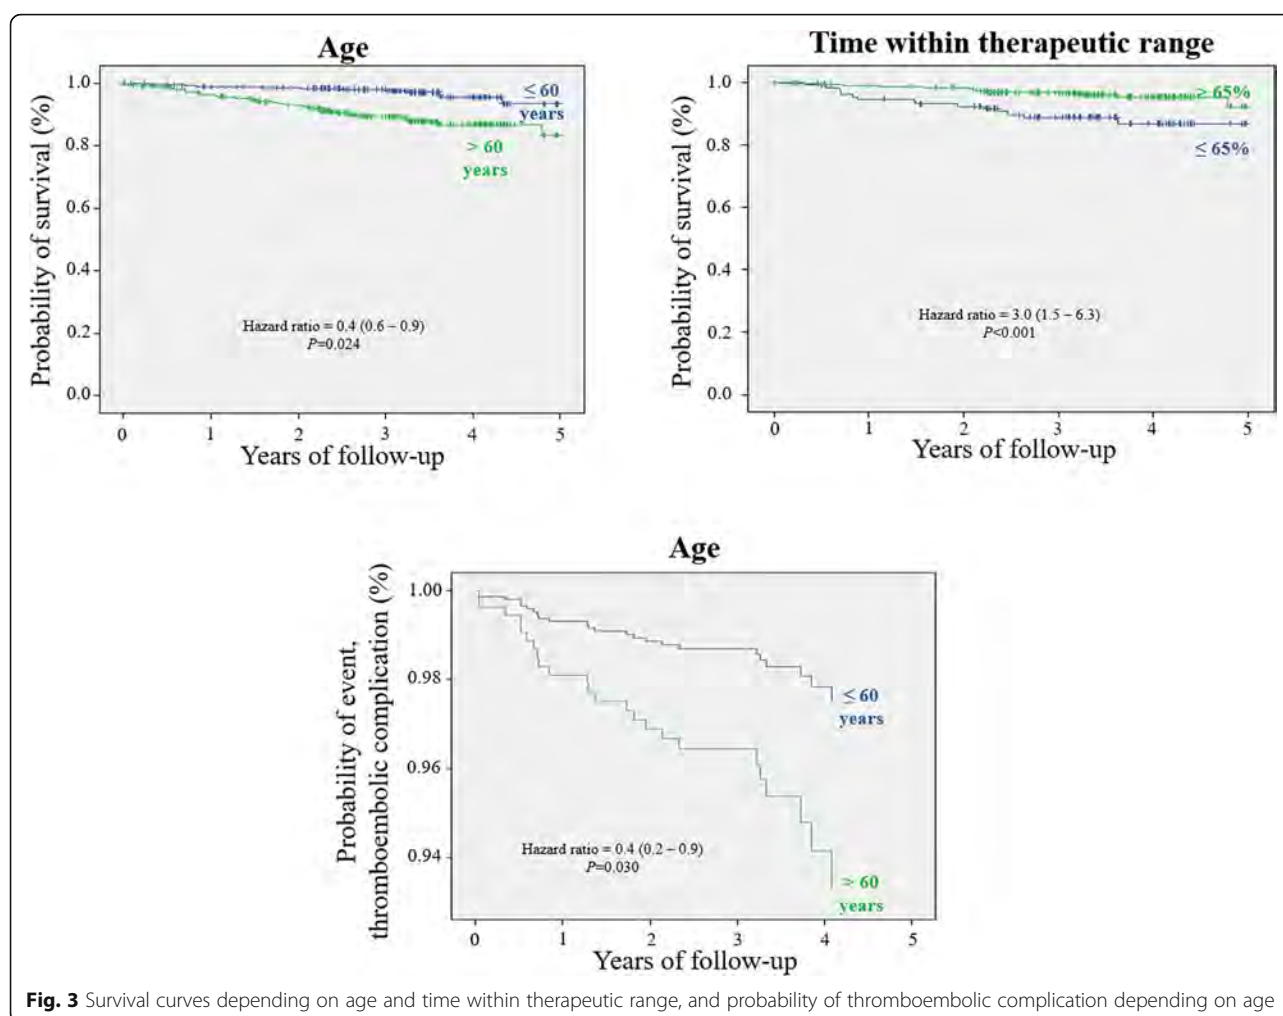 Age
Probability of survival (%)
1.0
0.8
0.6
0.4
0.2
0.0
≤ 60
years
> 60
years
Hazard ratio = 0.4 (0.6 – 0.9)
P=0.024
0 1 2 3 4 5
Years of follow-up
Time within therapeutic range
Probability of survival (%)
1.0
0.8
0.6
0.4
0.2
0.0
≥ 65%
≤ 65%
Hazard ratio = 3.0 (1.5 – 6.3)
P<0.001
0 1 2 3 4 5
Years of follow-up
Age
Probability of event,
thromboembolic complication (%)
1.00
0.98
0.96
0.94
≤ 60
years
> 60
years
Hazard ratio = 0.4 (0.2 – 0.9)
P=0.030
0 1 2 3 4 5
Years of follow-up
Fig. 3 Survival curves depending on age and time within therapeutic range, and probability of thromboembolic complication depending on age